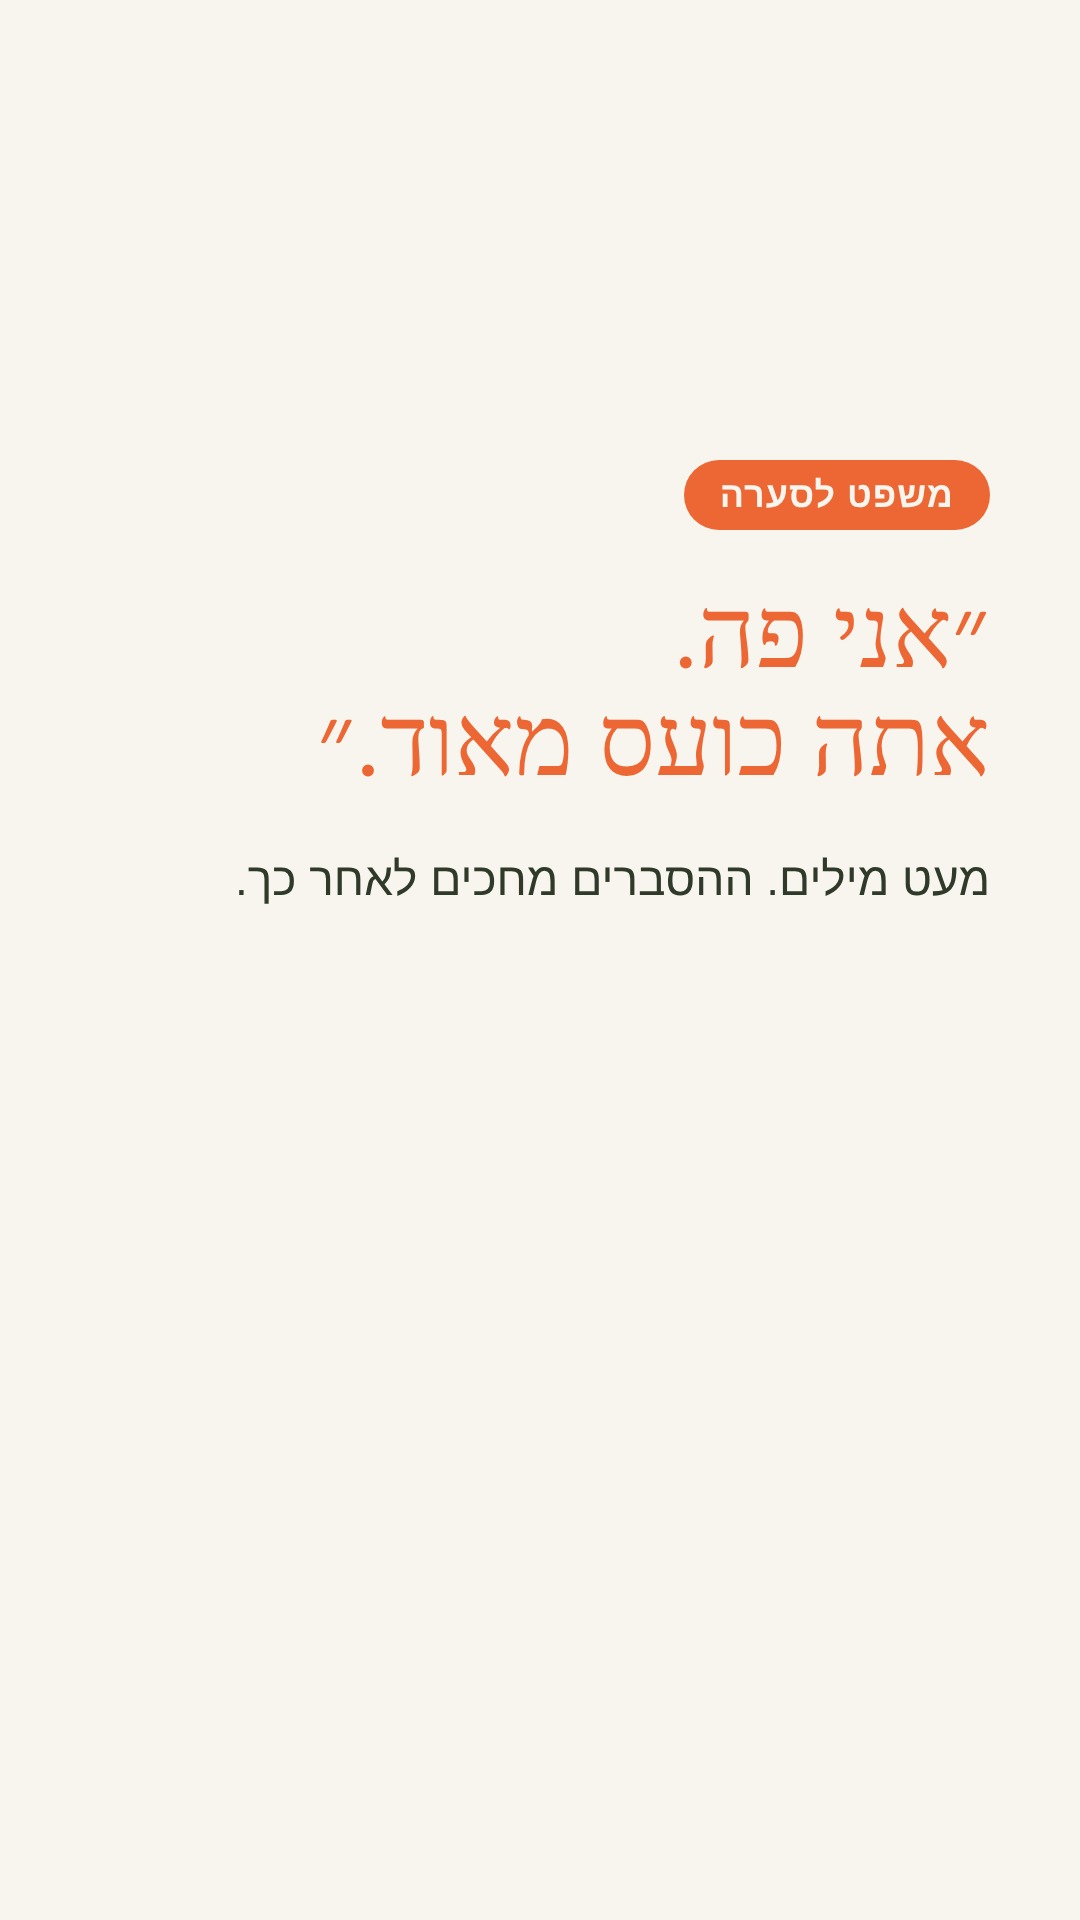 משפט לסערה
״אני פה.
אתה כועס מאוד.״
מעט מילים. ההסברים מחכים לאחר כך.